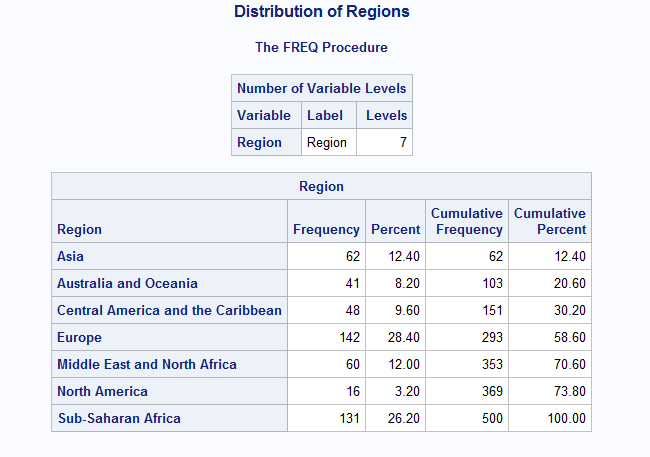 Distribution of Regions
The FREQ Procedure
Number of Variable Levels
Variable Label Levels
Region Region 7
Region
Region Frequency Percent Cumulative Frequency Cumulative Percent
Asia 62 12.40 62 12.40
Australia and Oceania 41 8.20 103 20.60
Central America and the Caribbean 48 9.60 151 30.20
Europe 142 28.40 293 58.60
Middle East and North Africa 60 12.00 353 70.60
North America 16 3.20 369 73.80
Sub-Saharan Africa 131 26.20 500 100.00